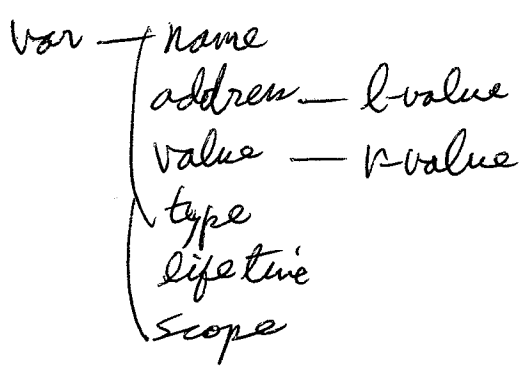 var — name
address — l-value
value — r-value
type
lifetime
scope